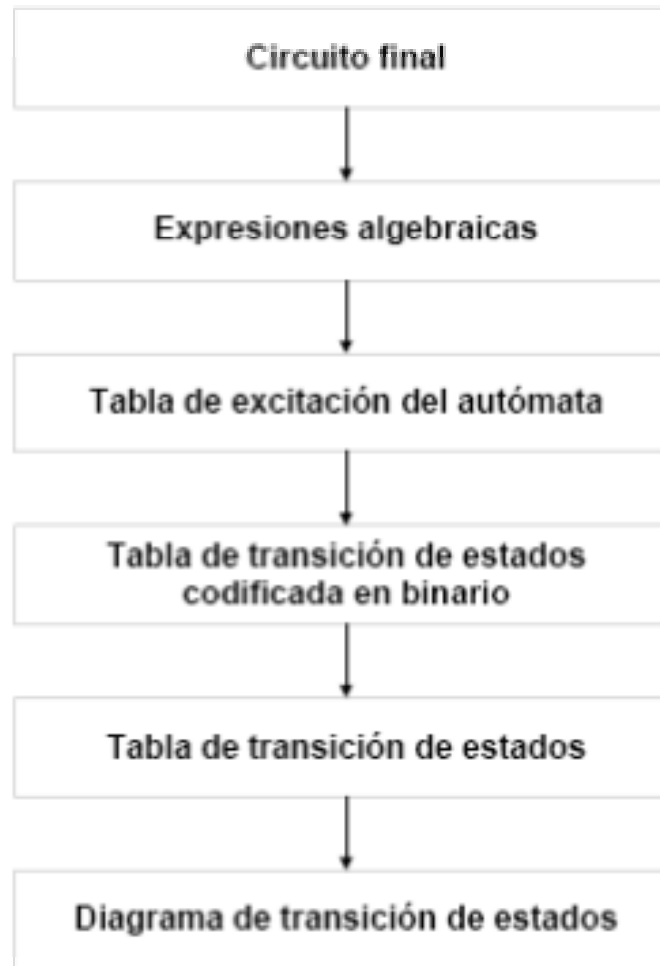 Circuito final
Expresiones algebraicas
Tabla de excitación del autómata
Tabla de transición de estados
codificada en binario
Tabla de transición de estados
Diagrama de transición de estados